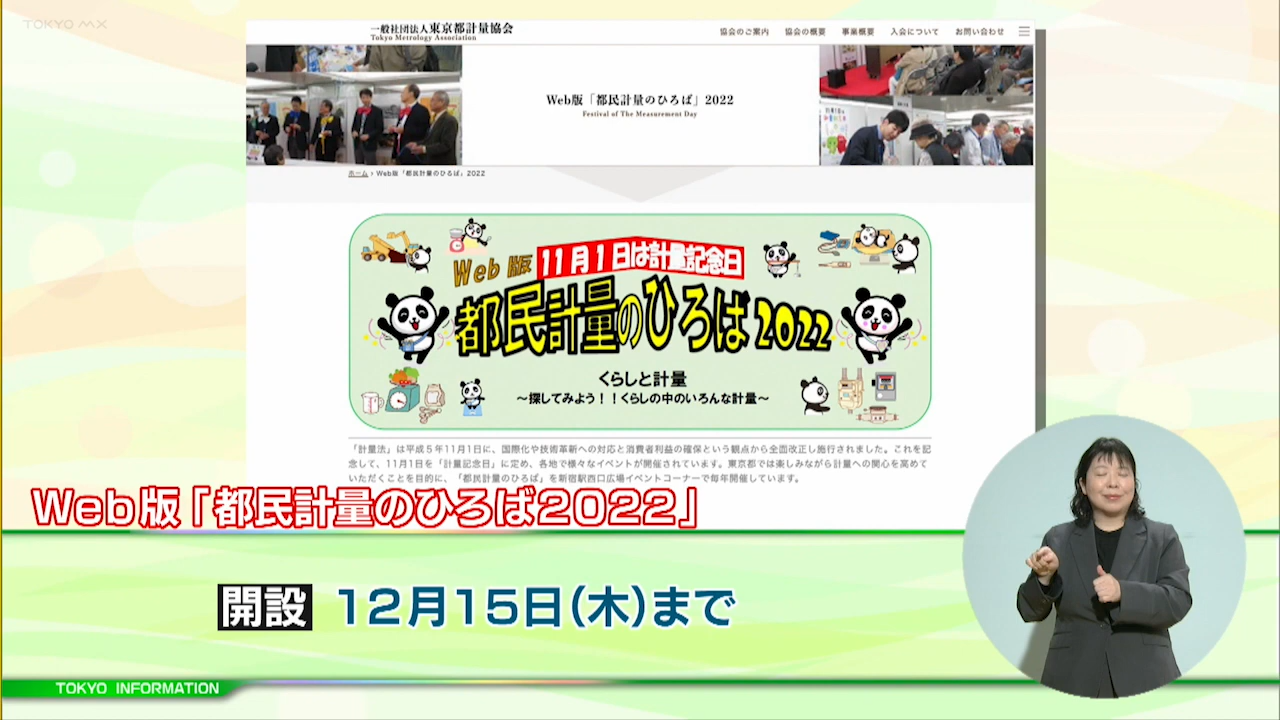 TOKYO MX
一般社団法人東京都計量協会
Tokyo Metrology Association
協会のご案内 協会の概要 事業概要 入会について お問い合わせ
Web版「都民計量のひろば」2022
Festival of The Measurement Day
ホーム › Web版「都民計量のひろば」2022
Web版 11月1日は計量記念日
都民計量のひろば 2022
くらしと計量
～探してみよう！！くらしの中のいろんな計量～
「計量法」は平成５年11月1日に、国際化や技術革新への対応と消費者利益の確保という観点から全面改正し施行されました。これを記
念して、11月1日を「計量記念日」に定め、各地で様々なイベントが開催されています。東京都では楽しみながら計量への関心を高めて
いただくことを目的に、「都民計量のひろば」を新宿駅西口広場イベントコーナーで毎年開催しています。
Web版「都民計量のひろば2022」
開設 12月15日（木）まで
TOKYO INFORMATION